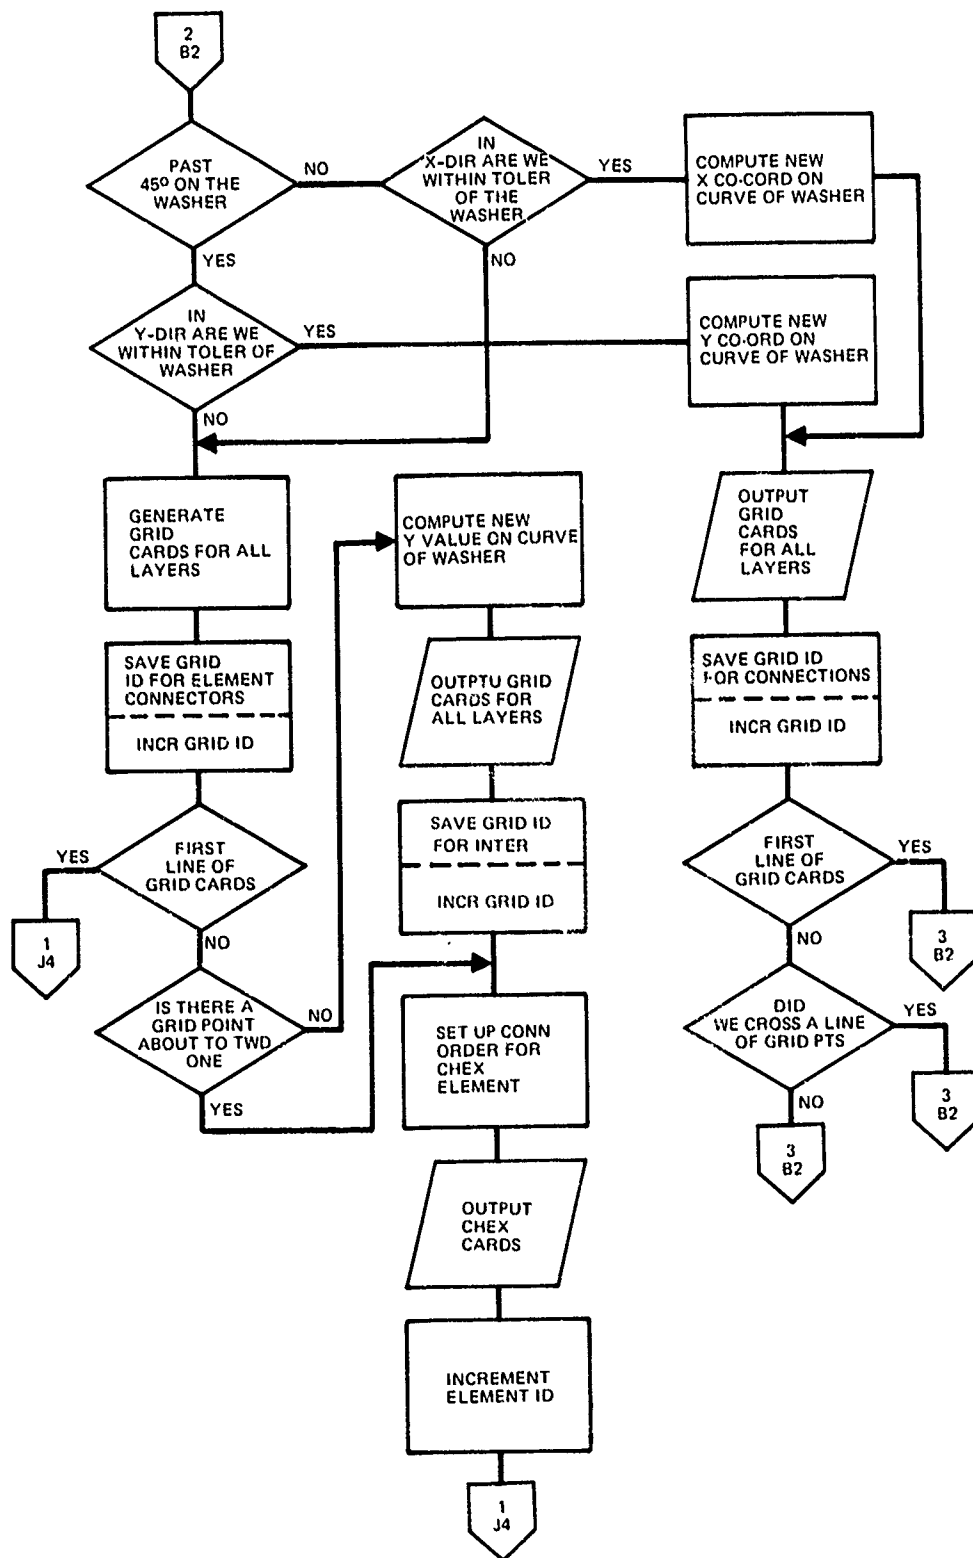 2
B2
PAST
45º ON THE
WASHER
NO
IN
X-DIR ARE WE
WITHIN TOLER
OF THE
WASHER
YES
COMPUTE NEW
X CO-CORD ON
CURVE OF WASHER
YES
NO
IN
Y-DIR ARE WE
WITHIN TOLER OF
WASHER
YES
COMPUTE NEW
Y CO-ORD ON
CURVE OF WASHER
NO
GENERATE
GRID
CARDS FOR ALL
LAYERS
COMPUTE NEW
Y VALUE ON CURVE
OF WASHER
OUTPUT
GRID
CARDS
FOR ALL
LAYERS
SAVE GRID
ID FOR ELEMENT
CONNECTORS
INCR GRID ID
OUTPTU GRID
CARDS FOR
ALL LAYERS
SAVE GRID ID
FOR CONNECTIONS
INCR GRID ID
YES
FIRST
LINE OF
GRID CARDS
SAVE GRID ID
FOR INTER
INCR GRID ID
FIRST
LINE OF
GRID CARDS
YES
1
J4
NO
3
B2
NO
IS THERE A
GRID POINT
ABOUT TO TWD
ONE
NO
SET UP CONN
ORDER FOR
CHEX
ELEMENT
DID
WE CROSS A LINE
OF GRID PTS
YES
YES
3
B2
NO
3
B2
OUTPUT
CHEX
CARDS
INCREMENT
ELEMENT ID
1
J4